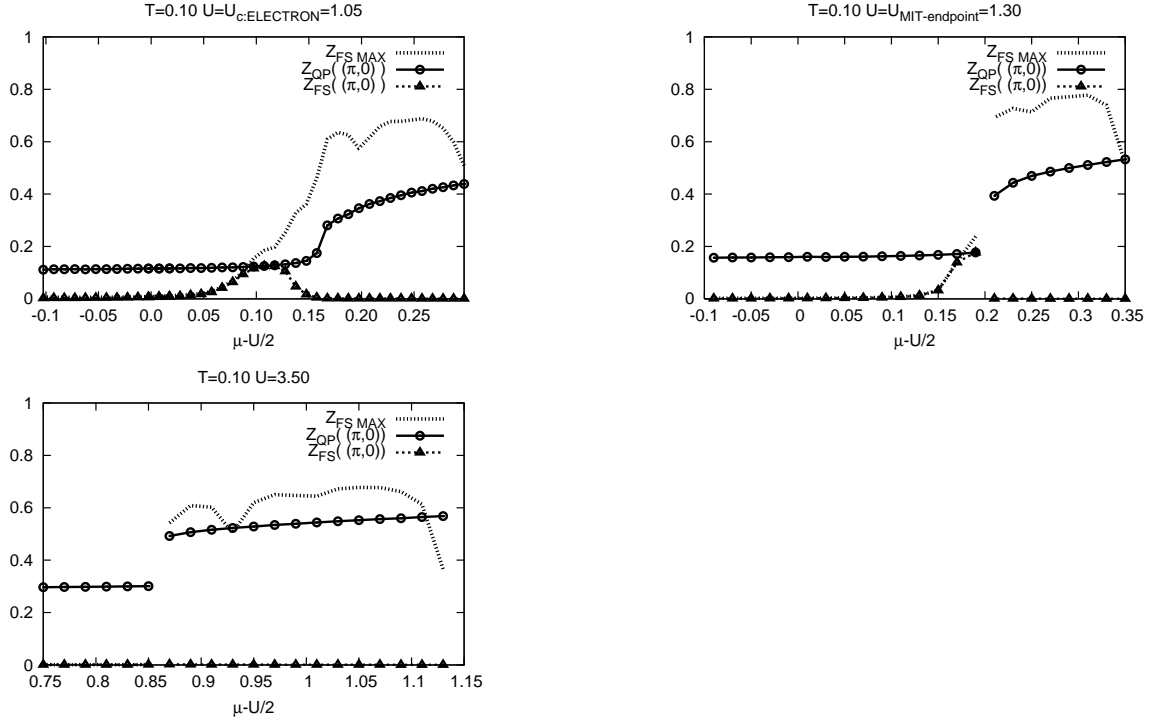 T=0.10 U=U_c:ELECTRON=1.05
Z_FS MAX
Z_QP( (π,0) )
Z_FS( (π,0) )
1
0.8
0.6
0.4
0.2
0
-0.1 -0.05 0.0 0.05 0.10 0.15 0.20 0.25
μ-U/2
T=0.10 U=U_MIT-endpoint=1.30
Z_FS MAX
Z_QP( (π,0))
Z_FS( (π,0))
1
0.8
0.6
0.4
0.2
0
-0.1 -0.05 0 0.05 0.1 0.15 0.2 0.25 0.3 0.35
μ-U/2
T=0.10 U=3.50
Z_FS MAX
Z_QP( (π,0))
Z_FS( (π,0))
1
0.8
0.6
0.4
0.2
0
0.75 0.8 0.85 0.9 0.95 1 1.05 1.1 1.15
μ-U/2